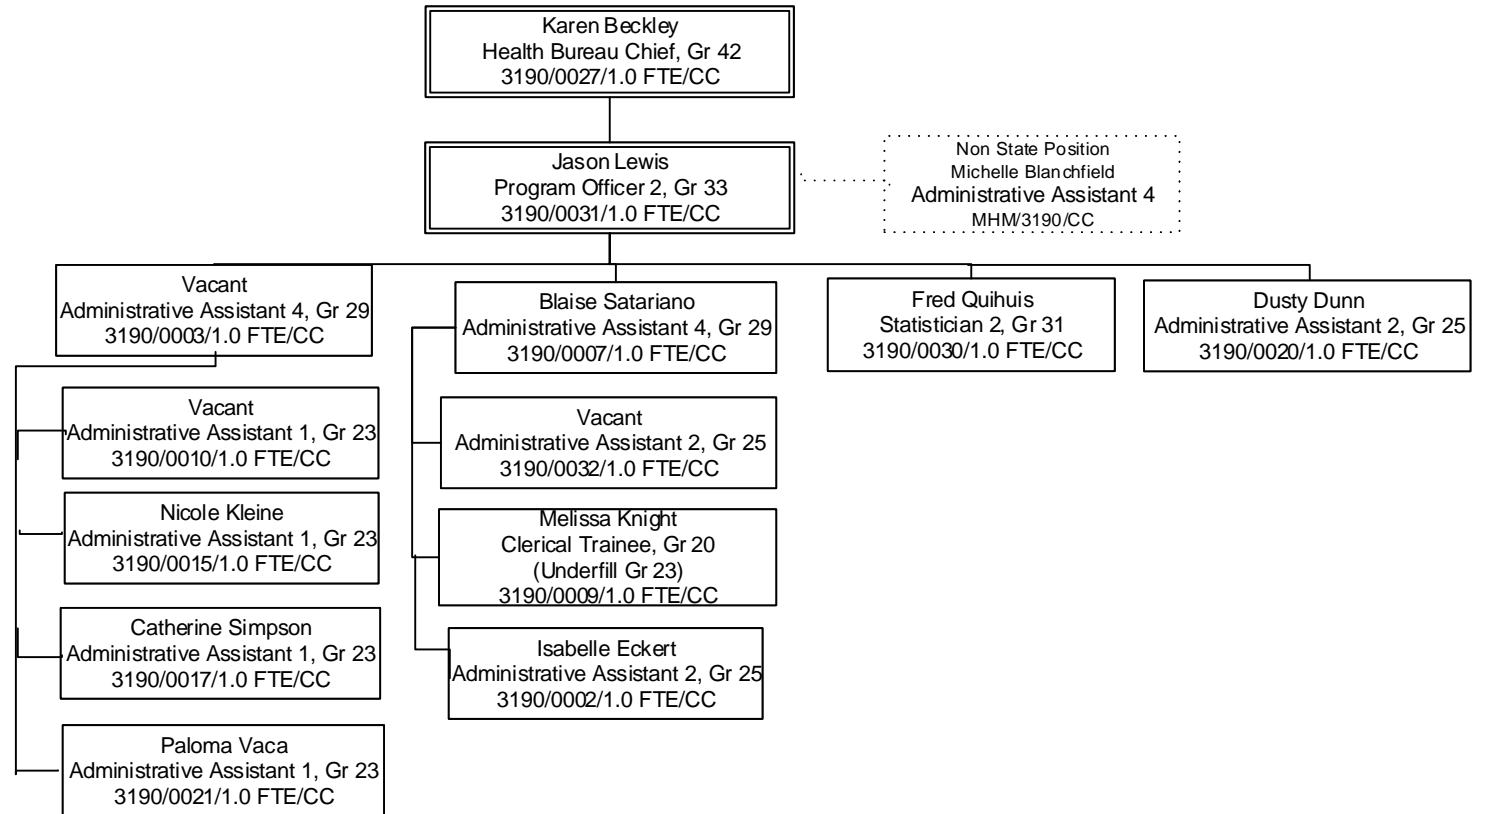 Karen Beckley
Health Bureau Chief, Gr 42
3190/0027/1.0 FTE/CC
Jason Lewis
Program Officer 2, Gr 33
3190/0031/1.0 FTE/CC
Non State Position
Michelle Blanchfield
Administrative Assistant 4
MHM/3190/CC
Vacant
Administrative Assistant 4, Gr 29
3190/0003/1.0 FTE/CC
Blaise Satariano
Administrative Assistant 4, Gr 29
3190/0007/1.0 FTE/CC
Fred Quihuis
Statistician 2, Gr 31
3190/0030/1.0 FTE/CC
Dusty Dunn
Administrative Assistant 2, Gr 25
3190/0020/1.0 FTE/CC
Vacant
Administrative Assistant 1, Gr 23
3190/0010/1.0 FTE/CC
Nicole Kleine
Administrative Assistant 1, Gr 23
3190/0015/1.0 FTE/CC
Catherine Simpson
Administrative Assistant 1, Gr 23
3190/0017/1.0 FTE/CC
Paloma Vaca
Administrative Assistant 1, Gr 23
3190/0021/1.0 FTE/CC
Vacant
Administrative Assistant 2, Gr 25
3190/0032/1.0 FTE/CC
Melissa Knight
Clerical Trainee, Gr 20
(Underfill Gr 23)
3190/0009/1.0 FTE/CC
Isabelle Eckert
Administrative Assistant 2, Gr 25
3190/0002/1.0 FTE/CC